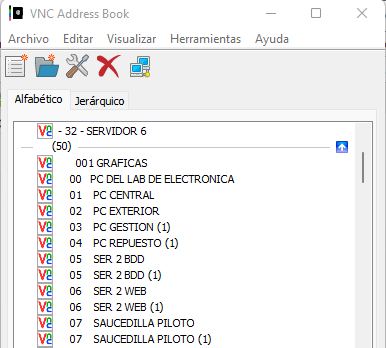 VNC Address Book
Archivo Editar Visualizar Herramientas Ayuda
Alfabético Jerárquico
- 32 - SERVIDOR 6
(50)
001 GRAFICAS
00 PC DEL LAB DE ELECTRONICA
01 PC CENTRAL
02 PC EXTERIOR
03 PC GESTION (1)
04 PC REPUESTO (1)
05 SER 2 BDD
05 SER 2 BDD (1)
06 SER 2 WEB
06 SER 2 WEB (1)
07 SAUCEDILLA PILOTO
07 SAUCEDILLA PILOTO (1)